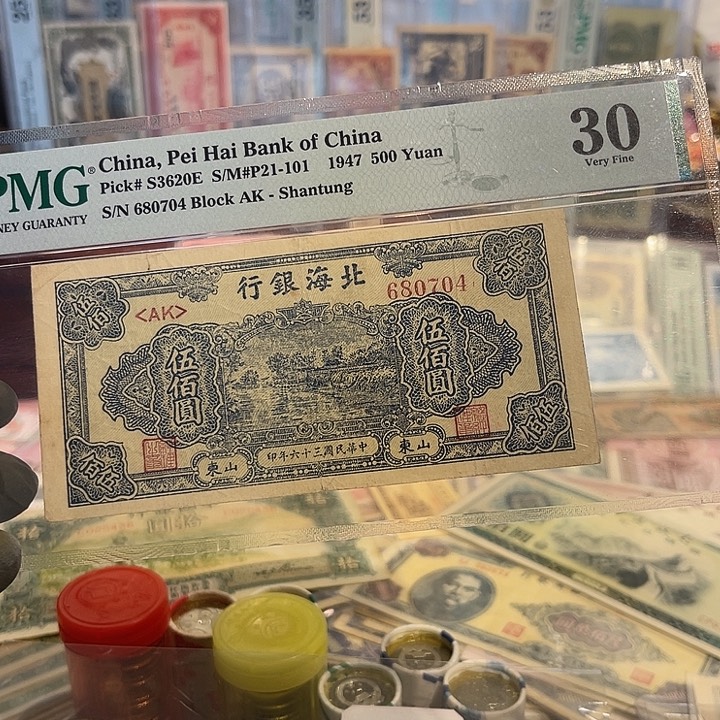 PMG®
NEY GUARANTY
China, Pei Hai Bank of China
Pick# S3620E S/M#P21-101 1947 500 Yuan
S/N 680704 Block AK - Shantung
30
Very Fine
北海銀行
680704
<AK>
伍佰
伍佰
伍佰圓
伍佰圓
伍佰
伍佰
山東
中華民國三十六年印
山東